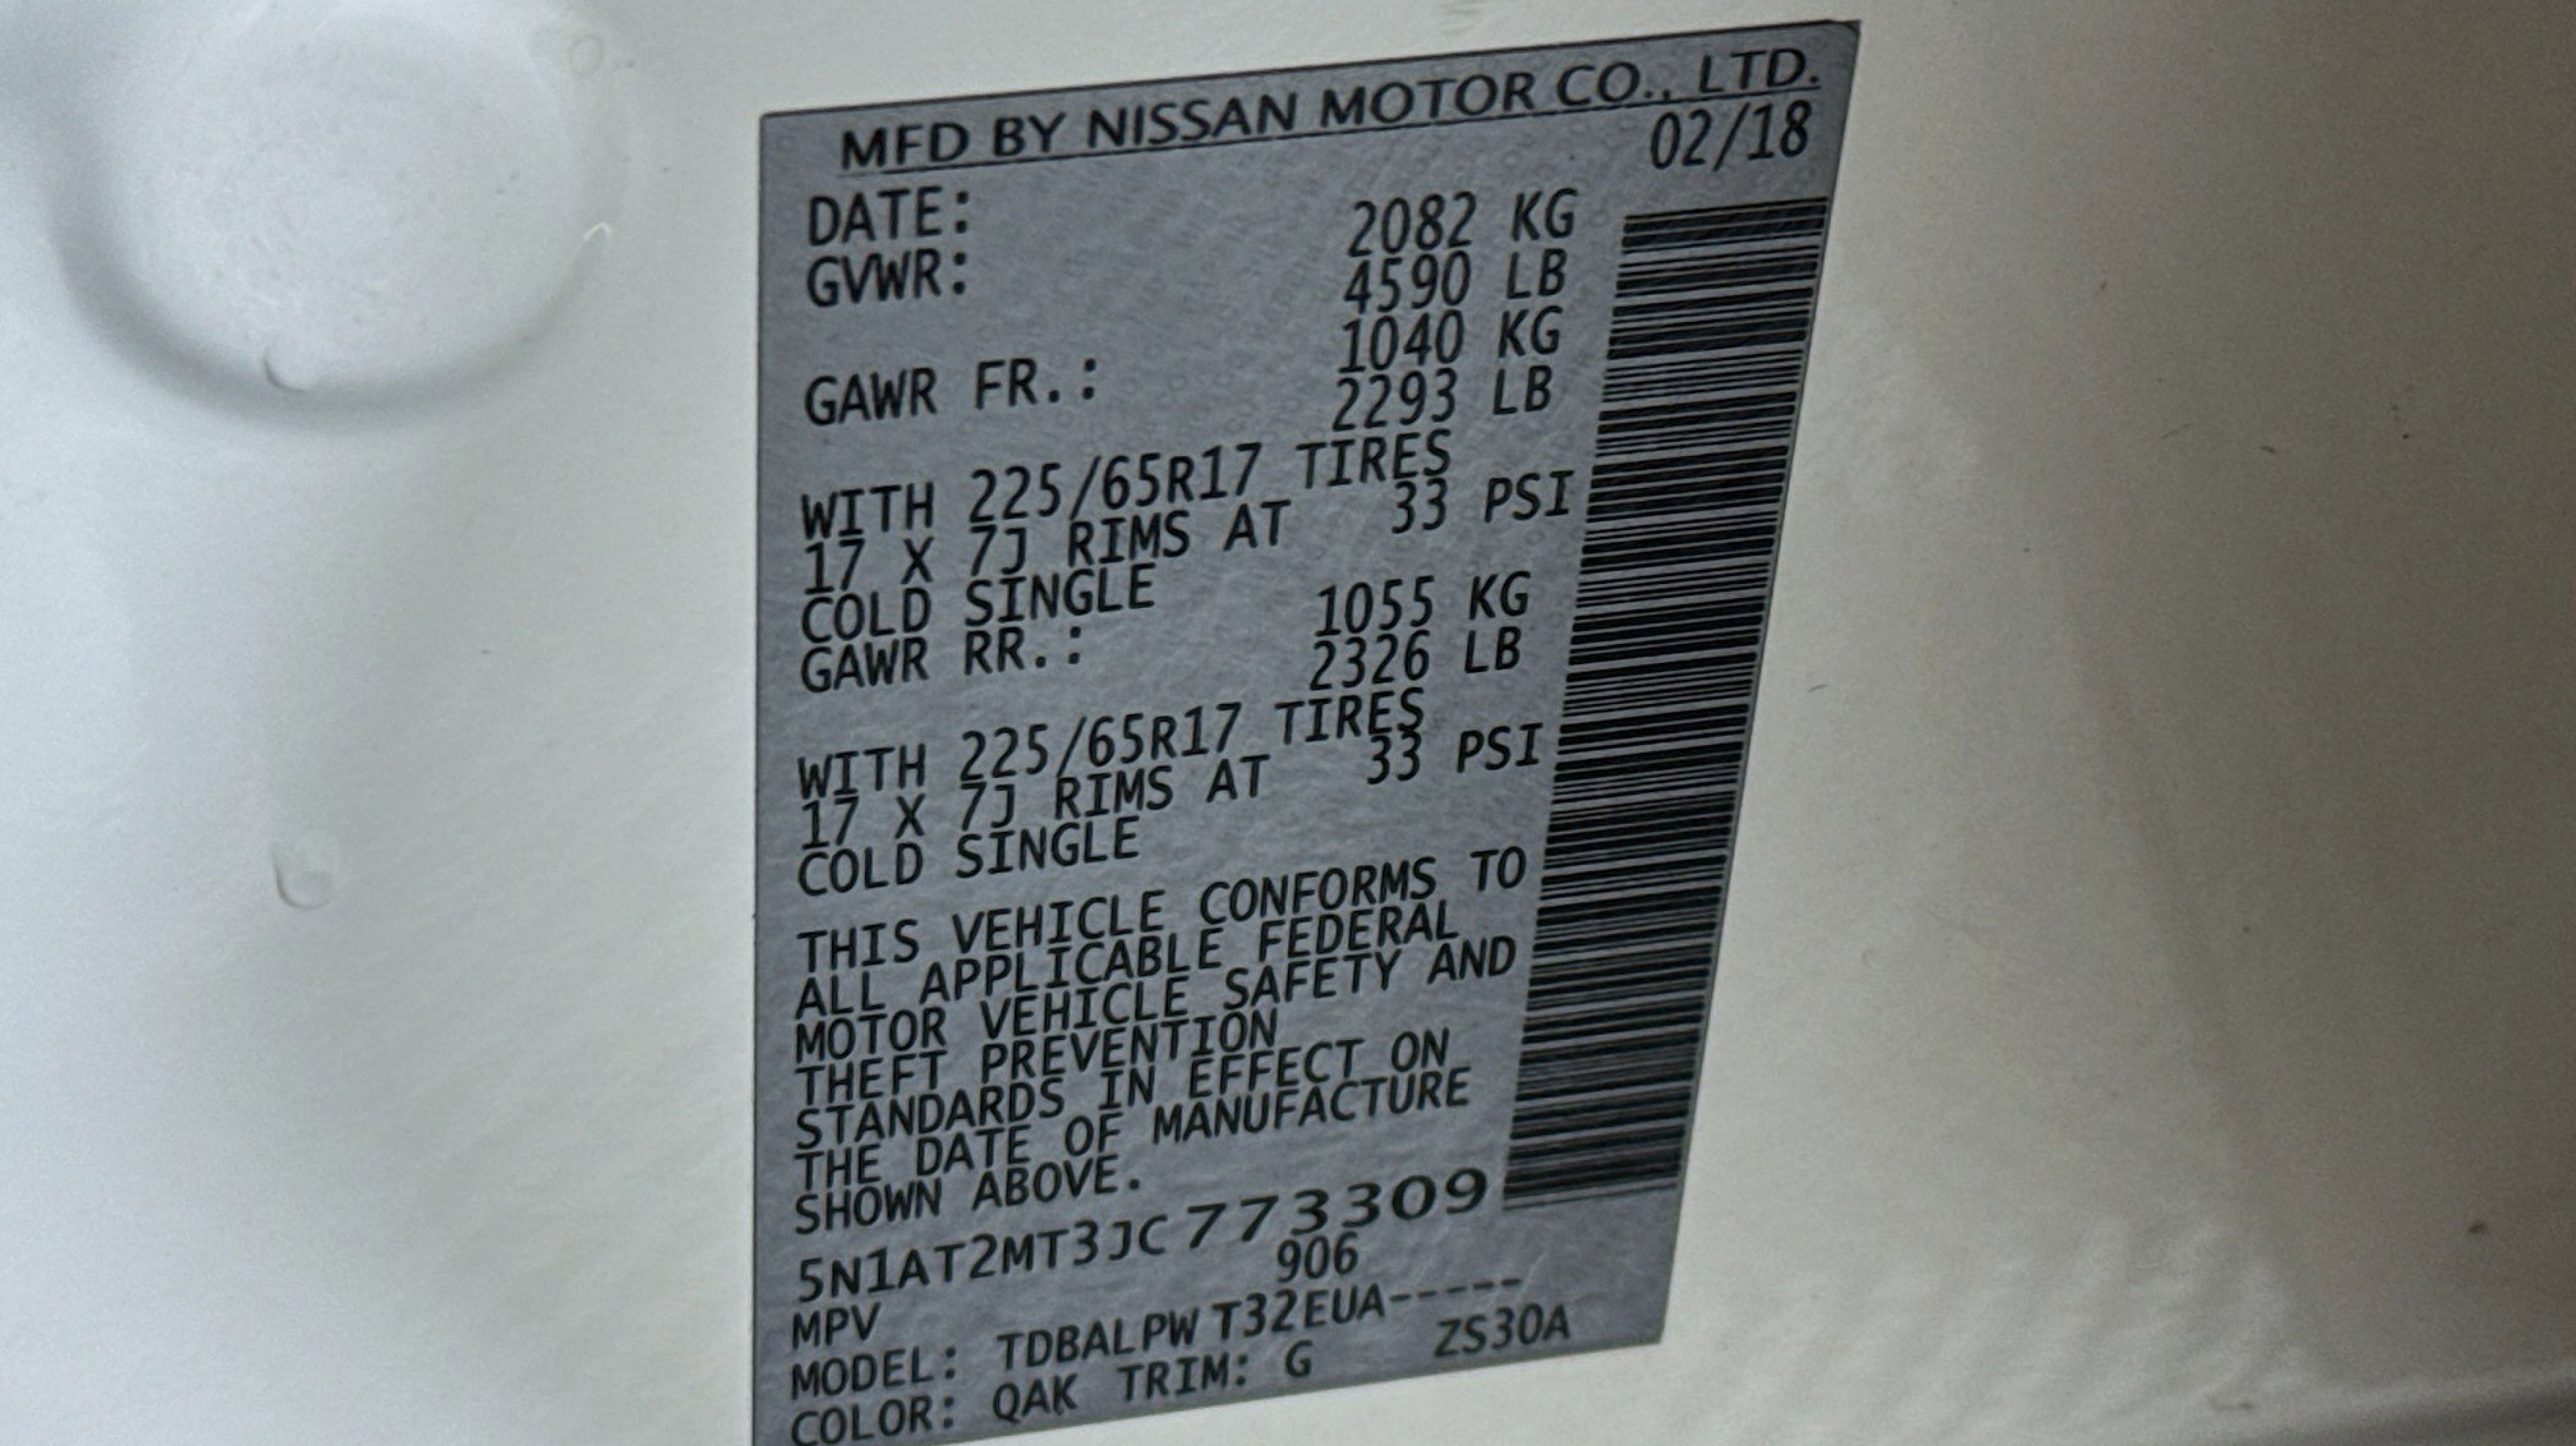 MFD BY NISSAN MOTOR CO., LTD.
DATE: 02/18
GVWR: 2082 KG
4590 LB
GAWR FR.: 1040 KG
2293 LB
WITH 225/65R17 TIRES
17 X 7J RIMS AT 33 PSI
COLD SINGLE
GAWR RR.: 1055 KG
2326 LB
WITH 225/65R17 TIRES
17 X 7J RIMS AT 33 PSI
COLD SINGLE
THIS VEHICLE CONFORMS TO
ALL APPLICABLE FEDERAL
MOTOR VEHICLE SAFETY AND
THEFT PREVENTION
STANDARDS IN EFFECT ON
THE DATE OF MANUFACTURE
SHOWN ABOVE.
5N1AT2MT3JC773309
MPV 906
MODEL: TDBALPW T32EUA-----
COLOR: QAK TRIM: G ZS30A